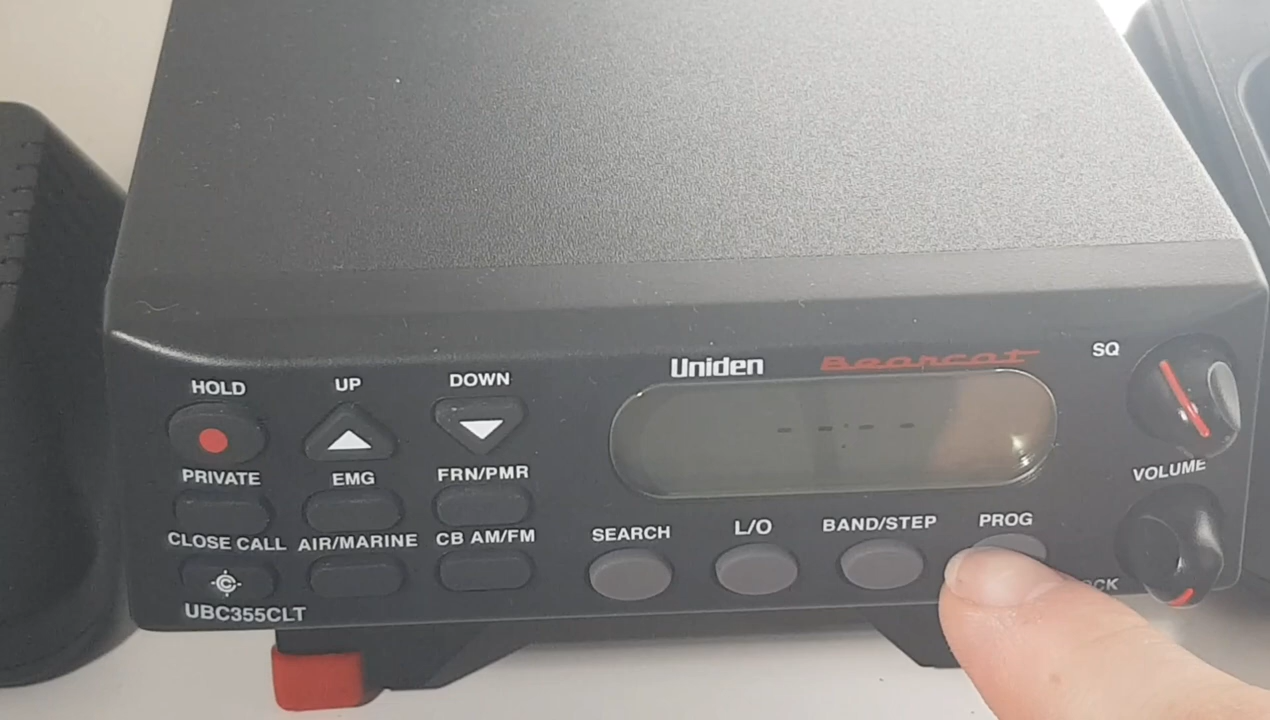 Uniden Bearcat
SQ
HOLD UP DOWN
VOLUME
PRIVATE EMG FRN/PMR
SEARCH L/O BAND/STEP PROG
CLOSE CALL AIR/MARINE CB AM/FM
C
UBC355CLT
- -:- -